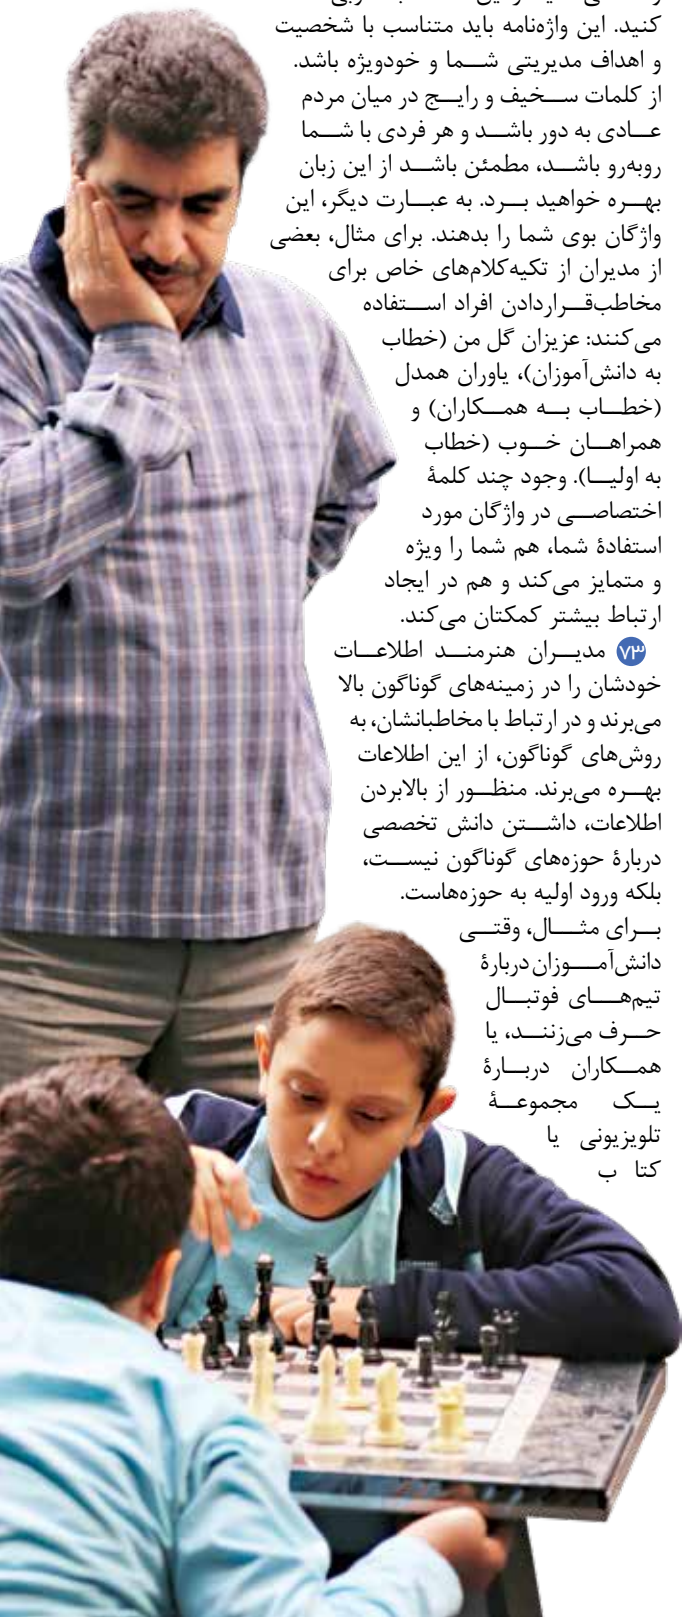 کنید. این واژه‌نامه باید متناسب با شخصیت
و اهداف مدیریتی شما و خودویژه باشد.
از کلمات سخیف و رایج در میان مردم
عادی به دور باشد و هر فردی با شما
روبه‌رو باشد، مطمئن باشد از این زبان
بهره خواهید برد. به عبارت دیگر، این
واژگان بوی شما را بدهند. برای مثال، بعضی
از مدیران از تکیه‌کلام‌های خاص برای
مخاطب‌قراردادن افراد استفاده
می‌کنند: عزیزان گل من (خطاب
به دانش‌آموزان)، یاوران همدل
(خطاب به همکاران) و
همراهان خوب (خطاب
به اولیا). وجود چند کلمهٔ
اختصاصی در واژگان مورد
استفادهٔ شما، هم شما را ویژه
و متمایز می‌کند و هم در ایجاد
ارتباط بیشتر کمکتان می‌کند.
۷۳ مدیران هنرمند اطلاعات
خودشان را در زمینه‌های گوناگون بالا
می‌برند و در ارتباط با مخاطبانشان، به
روش‌های گوناگون، از این اطلاعات
بهره می‌برند. منظور از بالابردن
اطلاعات، داشتن دانش تخصصی
دربارهٔ حوزه‌های گوناگون نیست،
بلکه ورود اولیه به حوزه‌هاست.
برای مثال، وقتی
دانش‌آموزان دربارهٔ
تیم‌های فوتبال
حرف می‌زنند، یا
همکاران دربارهٔ
یک مجموعهٔ
تلویزیونی یا
کتاب